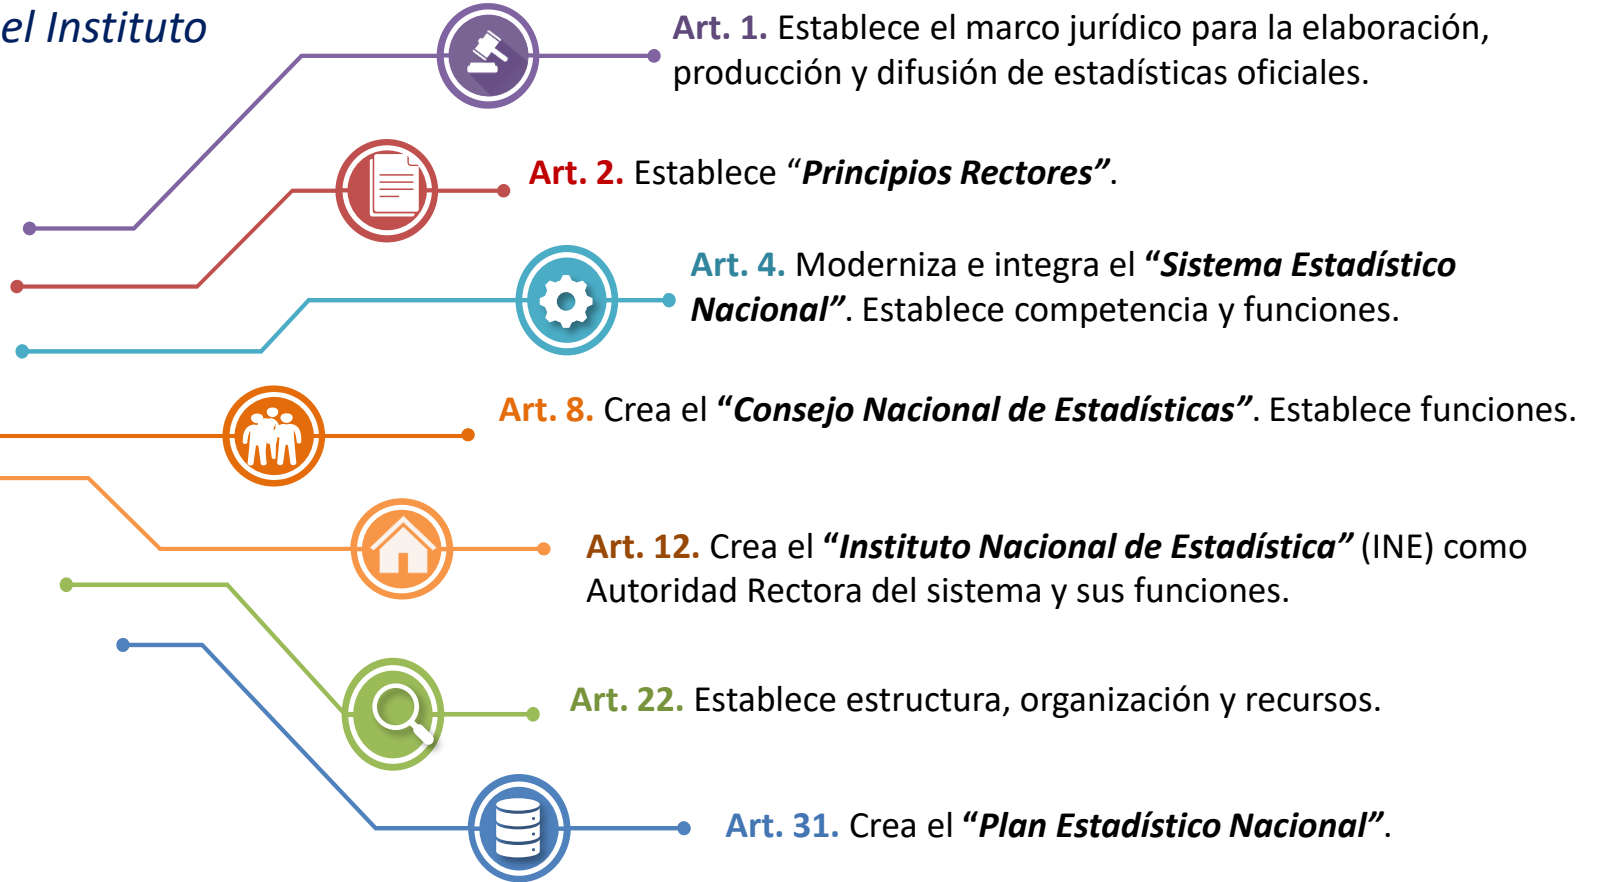 el Instituto
Art. 1. Establece el marco jurídico para la elaboración,
producción y difusión de estadísticas oficiales.
Art. 2. Establece “Principios Rectores”.
Art. 4. Moderniza e integra el “Sistema Estadístico
Nacional”. Establece competencia y funciones.
Art. 8. Crea el “Consejo Nacional de Estadísticas”. Establece funciones.
Art. 12. Crea el “Instituto Nacional de Estadística” (INE) como
Autoridad Rectora del sistema y sus funciones.
Art. 22. Establece estructura, organización y recursos.
Art. 31. Crea el “Plan Estadístico Nacional”.